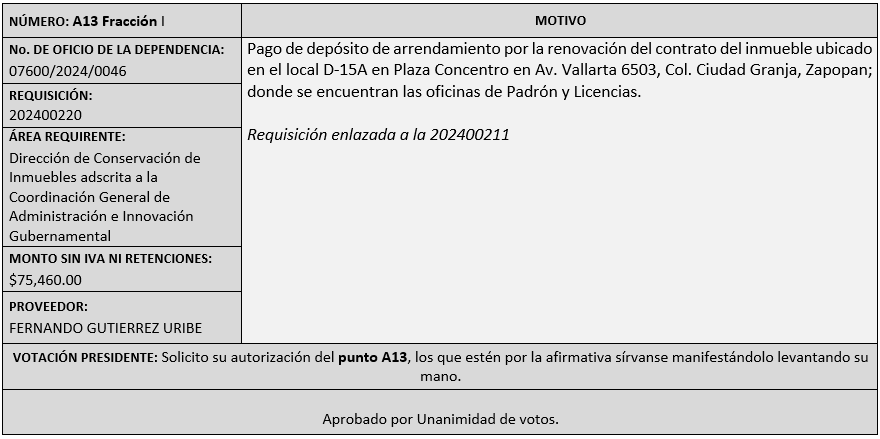 NÚMERO: A13 Fracción I
MOTIVO
No. DE OFICIO DE LA DEPENDENCIA:
07600/2024/0046
REQUISICIÓN:
202400220
ÁREA REQUIRENTE:
Dirección de Conservación de
Inmuebles adscrita a la
Coordinación General de
Administración e Innovación
Gubernamental
MONTO SIN IVA NI RETENCIONES:
$75,460.00
PROVEEDOR:
FERNANDO GUTIERREZ URIBE
Pago de depósito de arrendamiento por la renovación del contrato del inmueble ubicado
en el local D-15A en Plaza Concentro en Av. Vallarta 6503, Col. Ciudad Granja, Zapopan;
donde se encuentran las oficinas de Padrón y Licencias.
Requisición enlazada a la 202400211
VOTACIÓN PRESIDENTE: Solicito su autorización del punto A13, los que estén por la afirmativa sírvanse manifestándolo levantando su
mano.
Aprobado por Unanimidad de votos.